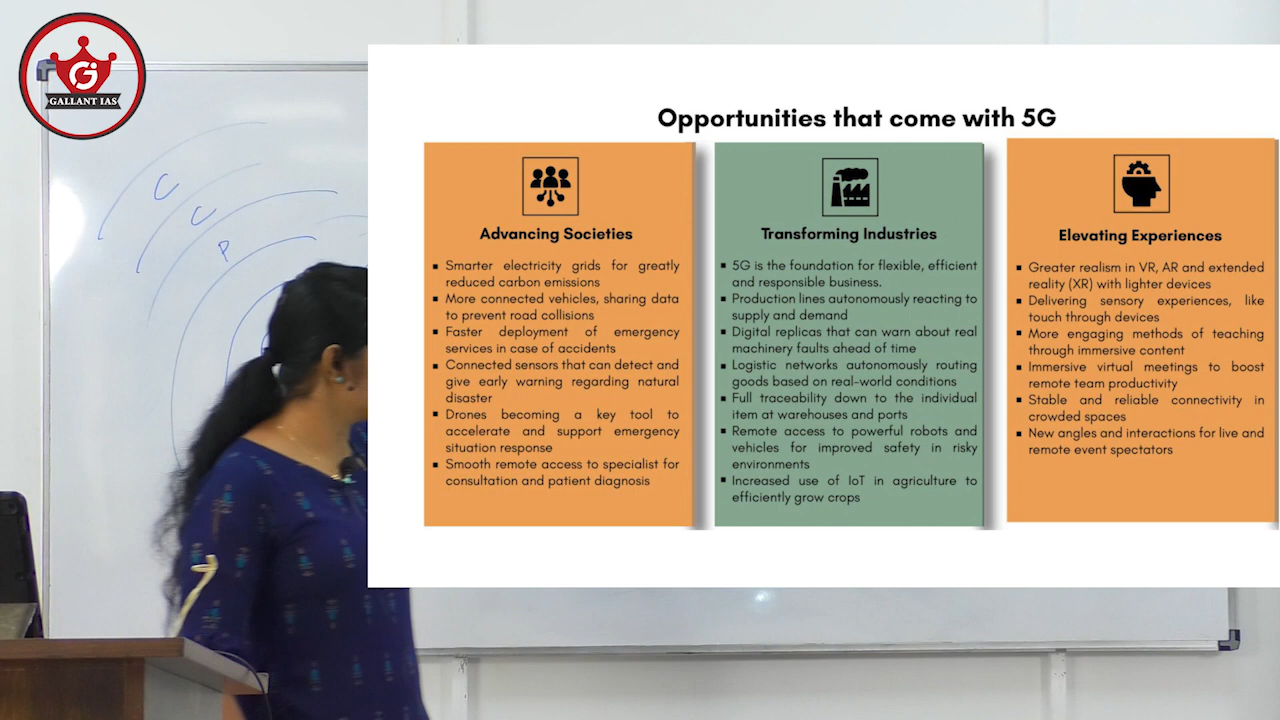 GALLANT IAS
C
C
P
Opportunities that come with 5G
Advancing Societies
▪ Smarter electricity grids for greatly
reduced carbon emissions
▪ More connected vehicles, sharing data
to prevent road collisions
▪ Faster deployment of emergency
services in case of accidents
▪ Connected sensors that can detect and
give early warning regarding natural
disaster
▪ Drones becoming a key tool to
accelerate and support emergency
situation response
▪ Smooth remote access to specialist for
consultation and patient diagnosis
Transforming Industries
▪ 5G is the foundation for flexible, efficient
and responsible business.
▪ Production lines autonomously reacting to
supply and demand
▪ Digital replicas that can warn about real
machinery faults ahead of time
▪ Logistic networks autonomously routing
goods based on real-world conditions
▪ Full traceability down to the individual
item at warehouses and ports
▪ Remote access to powerful robots and
vehicles for improved safety in risky
environments
▪ Increased use of IoT in agriculture to
efficiently grow crops
Elevating Experiences
▪ Greater realism in VR, AR and extended
reality (XR) with lighter devices
▪ Delivering sensory experiences, like
touch through devices
▪ More engaging methods of teaching
through immersive content
▪ Immersive virtual meetings to boost
remote team productivity
▪ Stable and reliable connectivity in
crowded spaces
▪ New angles and interactions for live and
remote event spectators